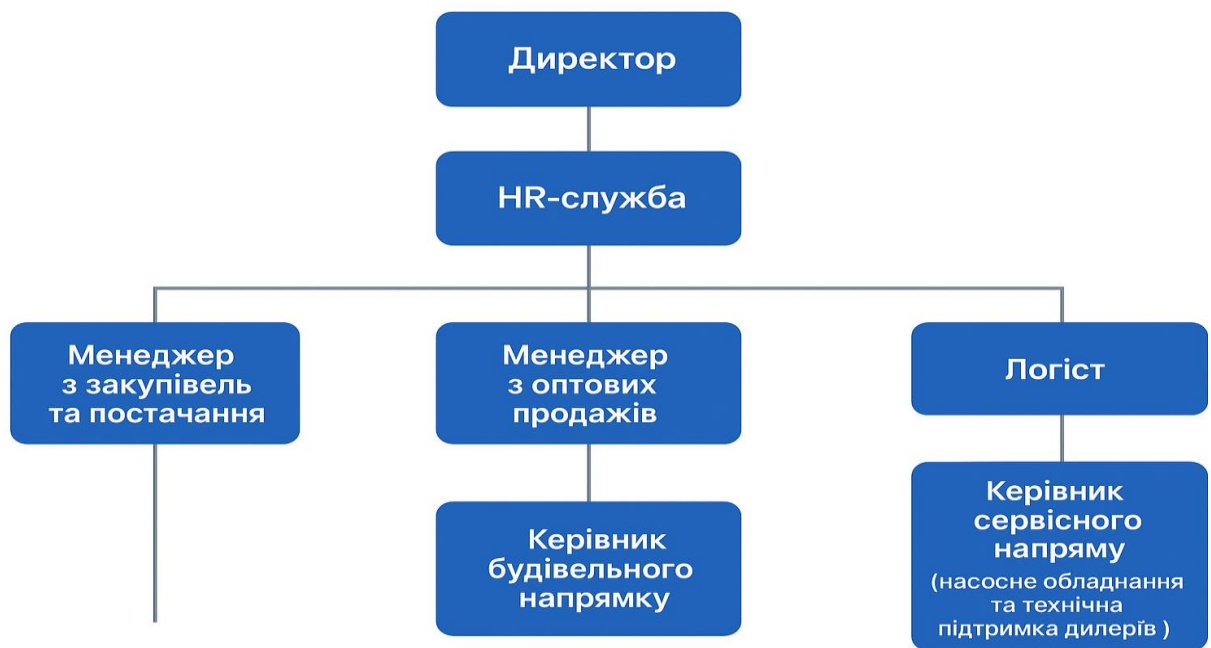 Директор
HR-служба
Менеджер
з закупівель
та постачання
Менеджер
з оптових
продажів
Логіст
Керівник
будівельного
напрямку
Керівник
сервісного
напряму
(насосне обладнання
та технічна
підтримка дилерів )